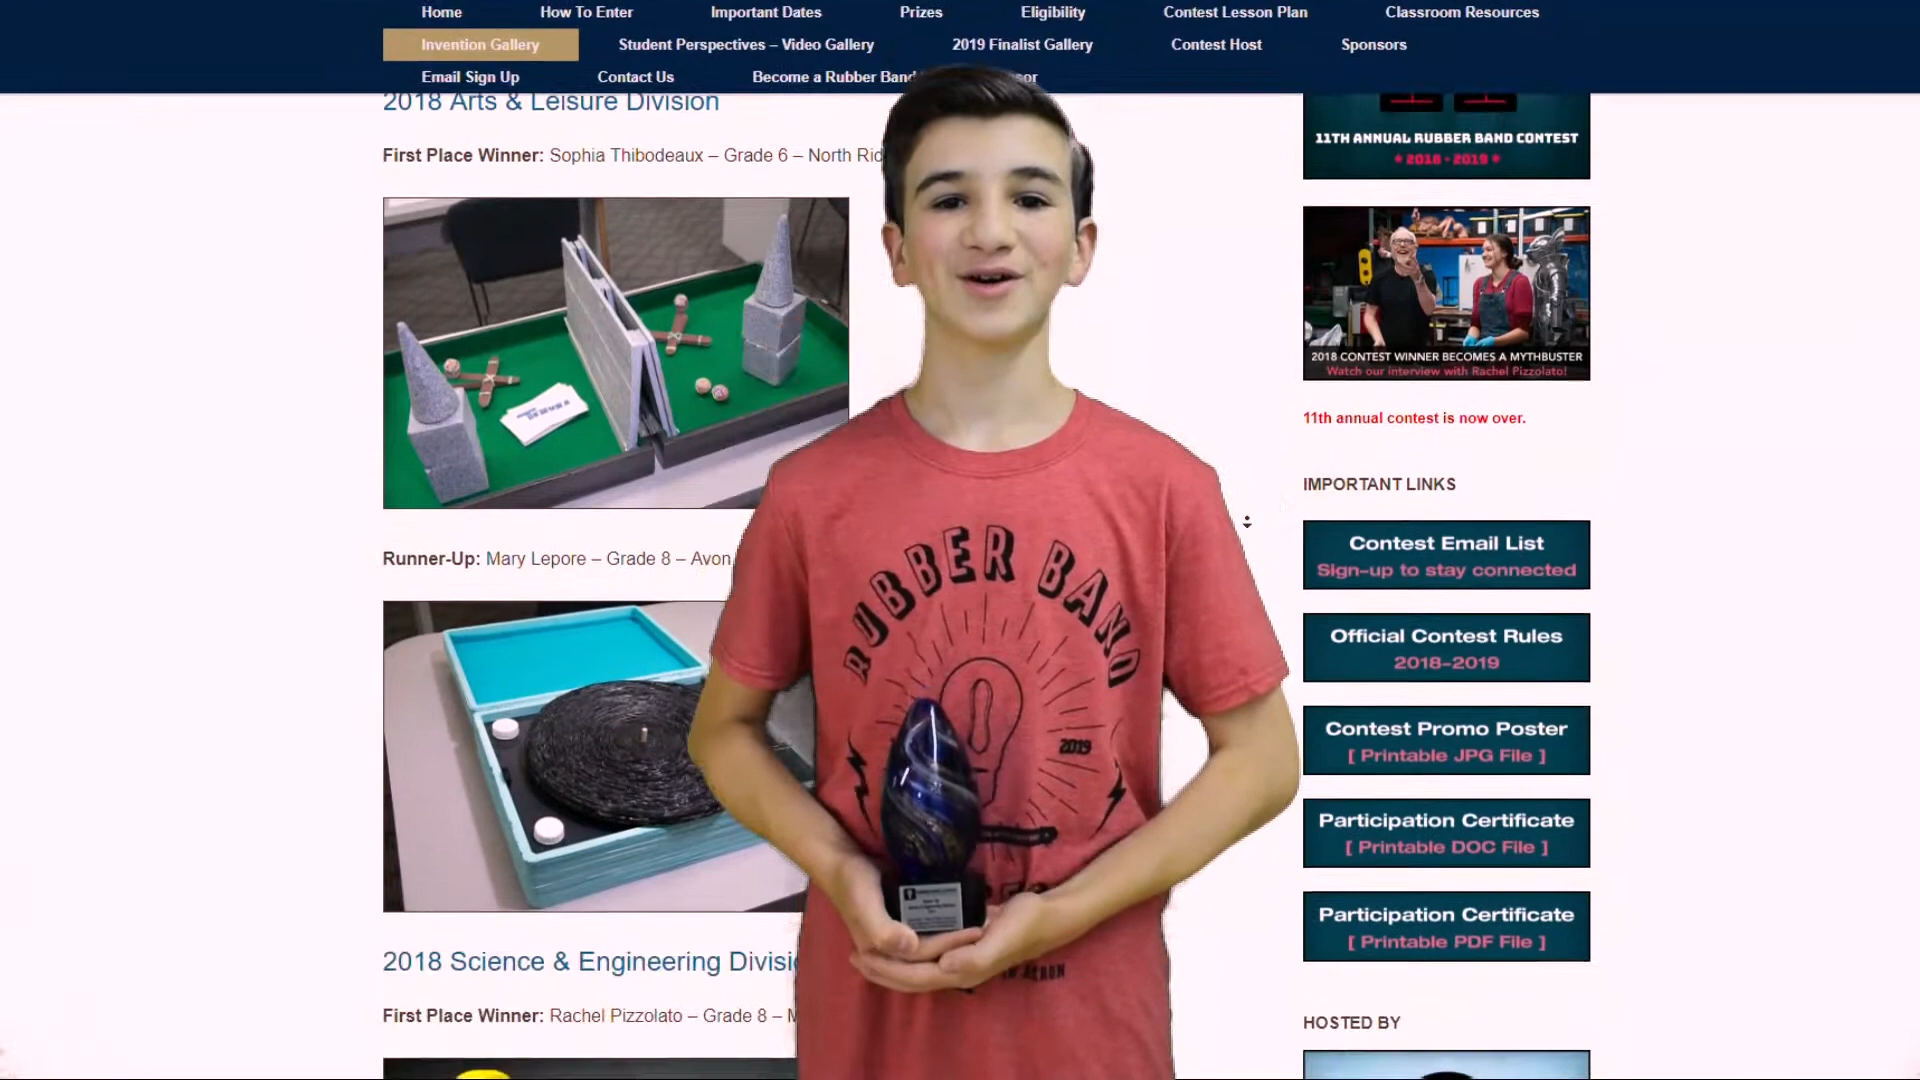 Home How To Enter Important Dates Prizes Eligibility Contest Lesson Plan Classroom Resources
Invention Gallery Student Perspectives – Video Gallery 2019 Finalist Gallery Contest Host Sponsors
Email Sign Up Contact Us Become a Rubber Band
2018 Arts & Leisure Division
First Place Winner: Sophia Thibodeaux – Grade 6 – North
Runner-Up: Mary Lepore – Grade 8 – Avon
2018 Science & Engineering
First Place Winner: Rachel Pizzolato – Grade 8 –
RUBBER BAND
2019
11TH ANNUAL RUBBER BAND CONTEST
2018 - 2019
2018 CONTEST WINNER BECOMES A MYTHBUSTER
Watch our interview with Rachel Pizzolato!
11th annual contest is now over.
IMPORTANT LINKS
Contest Email List
Sign-up to stay connected
Official Contest Rules
2018-2019
Contest Promo Poster
[ Printable JPG File ]
Participation Certificate
[ Printable DOC File ]
Participation Certificate
[ Printable PDF File ]
HOSTED BY